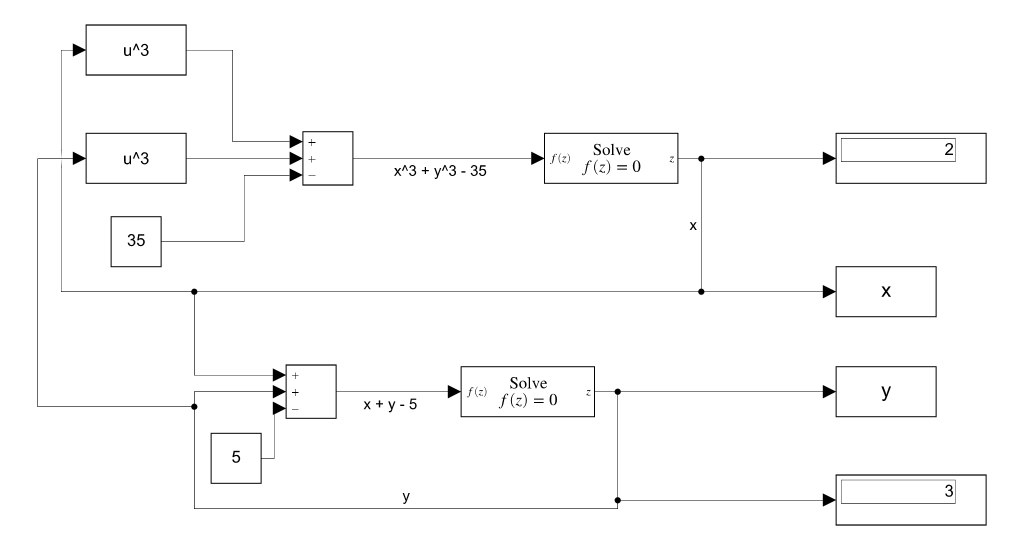 u^3
+
+
−
u^3
x^3 + y^3 - 35
f(z)
Solve
f(z) = 0
z
2
35
x
x
+
+
−
x + y - 5
f(z)
Solve
f(z) = 0
z
y
5
y
3